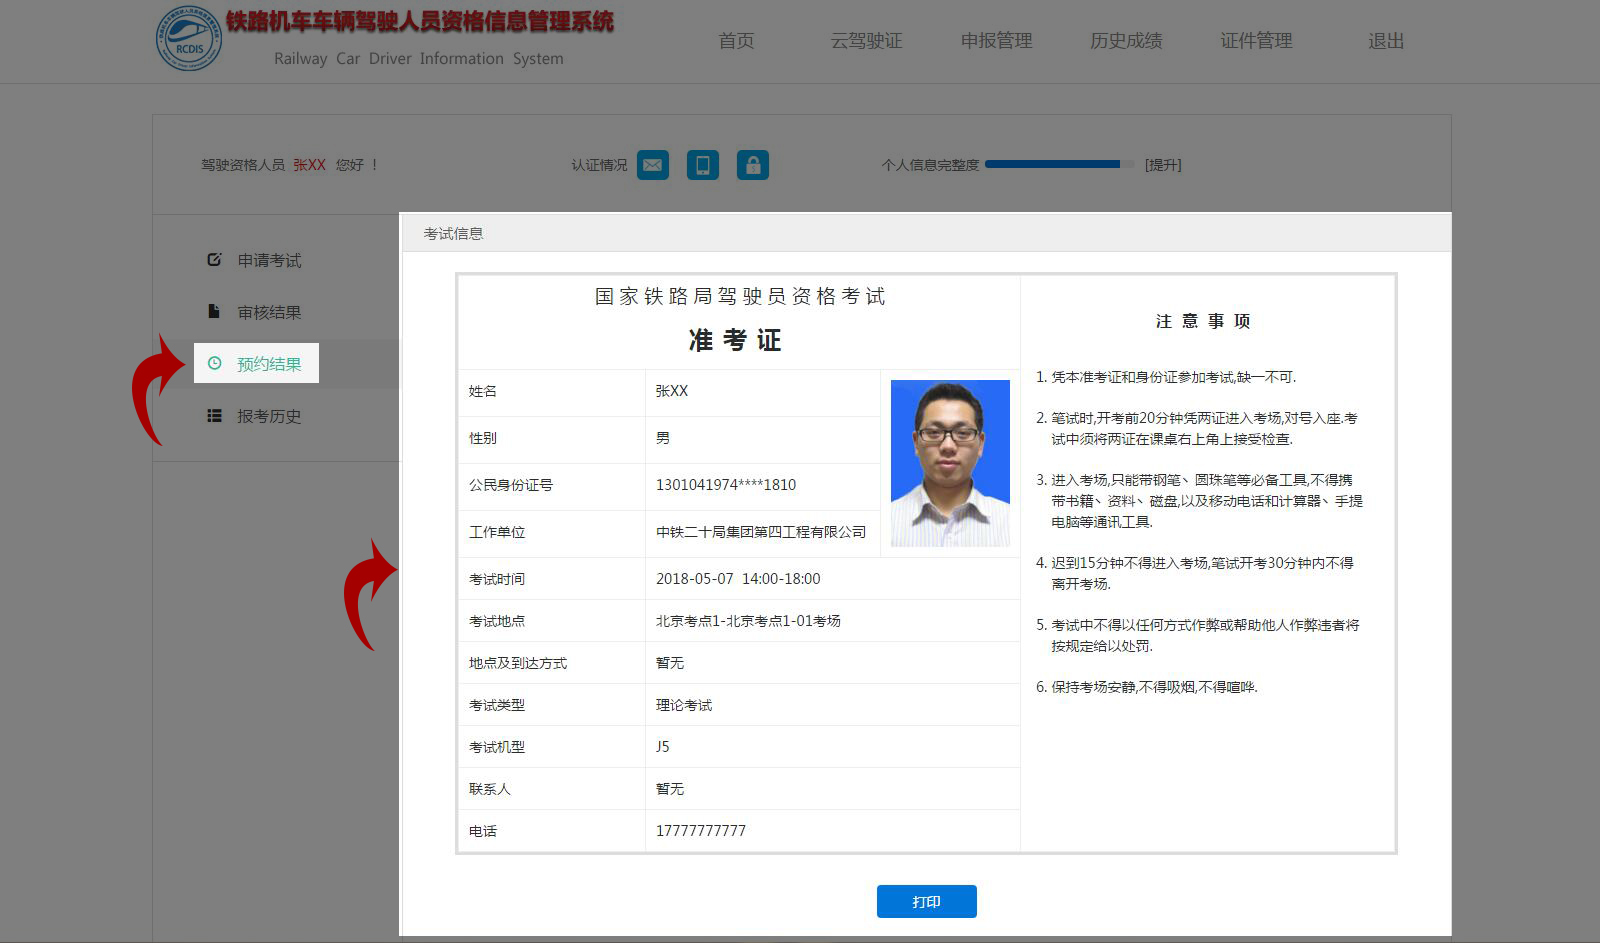 铁路机车车辆驾驶人员资格信息管理系统
Railway Car Driver Information System
RCDIS
首页 云驾驶证 申报管理 历史成绩 证件管理 退出
驾驶资格人员 张XX 您好 ！ 认证情况 个人信息完整度 [提升]
申请考试
审核结果
预约结果
报考历史
考试信息
国家铁路局驾驶员资格考试
准考证
姓名 张XX
性别 男
公民身份证号 1301041974****1810
工作单位 中铁二十局集团第四工程有限公司
考试时间 2018-05-07 14:00-18:00
考试地点 北京考点1-北京考点1-01考场
地点及到达方式 暂无
考试类型 理论考试
考试机型 J5
联系人 暂无
电话 17777777777
注意事项
1. 凭本准考证和身份证参加考试,缺一不可.
2. 笔试时,开考前20分钟凭两证进入考场,对号入座.考
试中须将两证在课桌右上角上接受检查.
3. 进入考场,只能带钢笔、圆珠笔等必备工具,不得携
带书籍、资料、磁盘,以及移动电话和计算器、手提
电脑等通讯工具.
4. 迟到15分钟不得进入考场,笔试开考30分钟内不得
离开考场.
5. 考试中不得以任何方式作弊或帮助他人作弊违者将
按规定给以处罚.
6. 保持考场安静,不得吸烟,不得喧哗.
打印